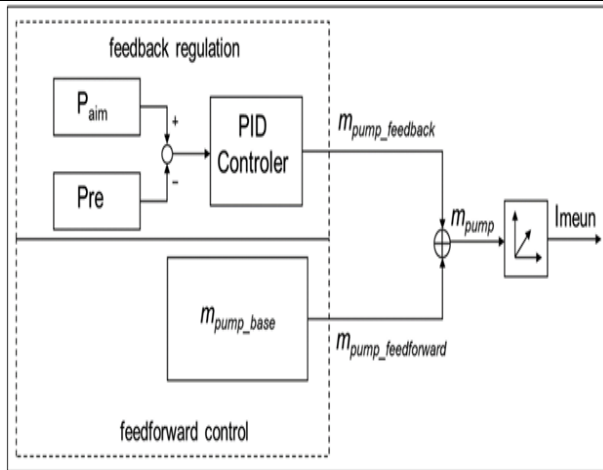 feedback regulation
Paim
+
PID
Controler
mpump_feedback
−
Pre
mpump
Imeun
mpump_base
mpump_feedforward
feedforward control